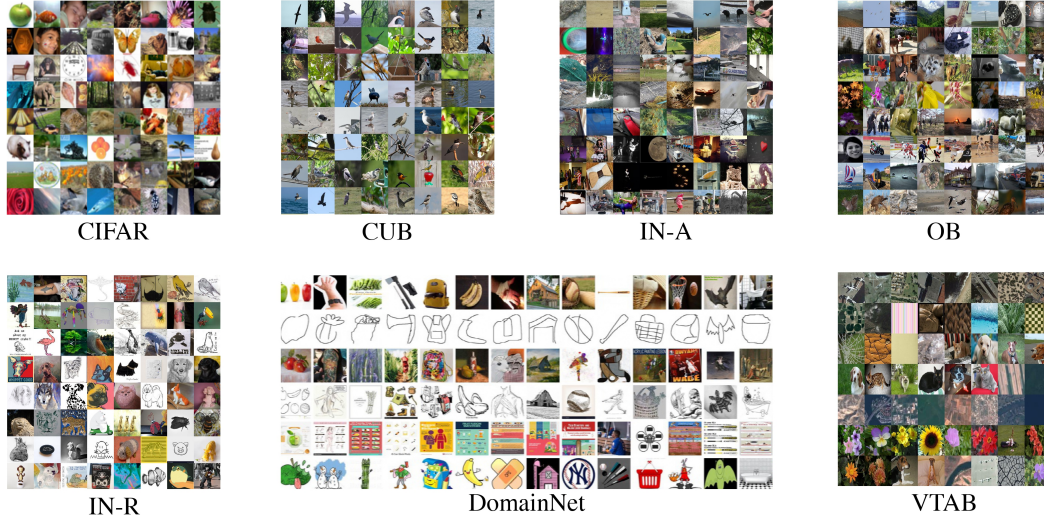 CIFAR
CUB
IN-A
OB
IN-R
DomainNet
VTAB